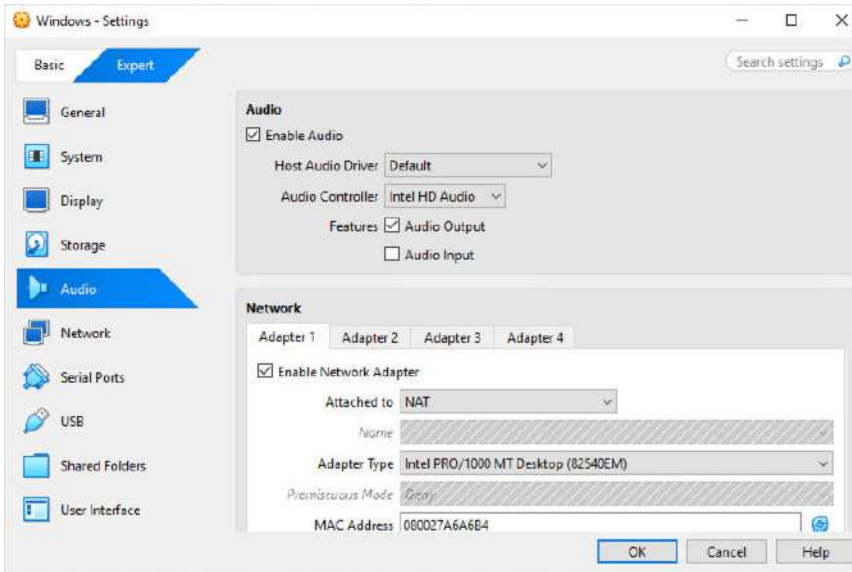 Windows - Settings
Basic
Expert
Search settings
General
System
Display
Storage
Audio
Network
Serial Ports
USB
Shared Folders
User Interface
Audio
Enable Audio
Host Audio Driver Default
Audio Controller Intel HD Audio
Features Audio Output
Audio Input
Network
Adapter 1 Adapter 2 Adapter 3 Adapter 4
Enable Network Adapter
Attached to NAT
Name
Adapter Type Intel PRO/1000 MT Desktop (82540EM)
Promiscuous Mode Deny
MAC Address 080027A6A6B4
OK Cancel Help